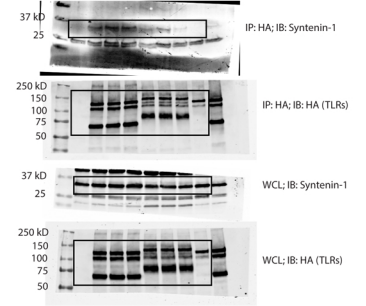 37 kD
25
IP: HA; IB: Syntenin-1
250 kD
150
100
75
50
IP: HA; IB: HA (TLRs)
37 kD
25
WCL; IB: Syntenin-1
250 kD
150
100
75
50
WCL; IB: HA (TLRs)